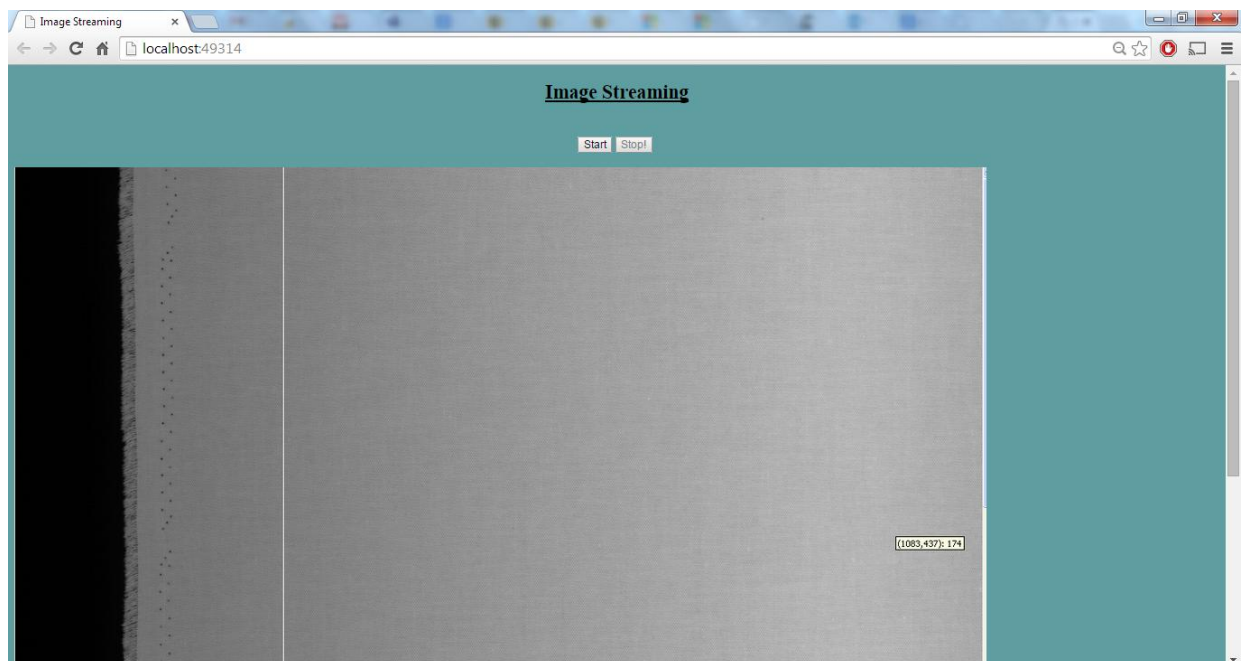 Image Streaming
localhost:49314
Image Streaming
Start Stop!
(1083,437): 174